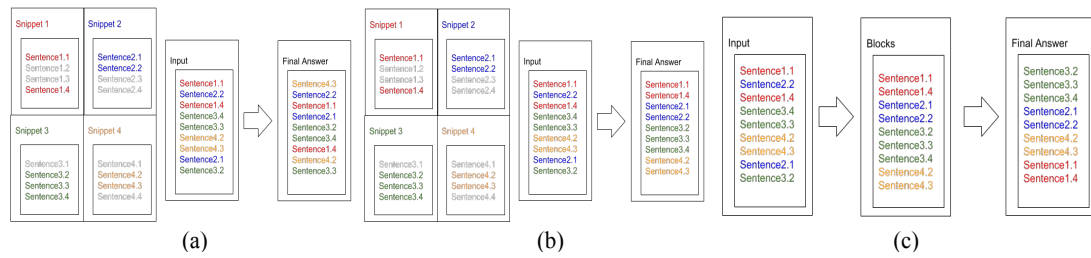 Snippet 1
Sentence1.1
Sentence1.2
Sentence1.3
Sentence1.4
Snippet 2
Sentence2.1
Sentence2.2
Sentence2.3
Sentence2.4
Snippet 3
Sentence3.1
Sentence3.2
Sentence3.3
Sentence3.4
Snippet 4
Sentence4.1
Sentence4.2
Sentence4.3
Sentence4.4
Input
Sentence1.1
Sentence2.2
Sentence1.4
Sentence3.4
Sentence3.3
Sentence4.2
Sentence4.3
Sentence2.1
Sentence3.2
Final Answer
Sentence4.3
Sentence2.2
Sentence1.1
Sentence2.1
Sentence3.2
Sentence3.4
Sentence1.4
Sentence4.2
Sentence3.3
(a)
Snippet 1
Sentence1.1
Sentence1.2
Sentence1.3
Sentence1.4
Snippet 2
Sentence2.1
Sentence2.2
Sentence2.3
Sentence2.4
Snippet 3
Sentence3.1
Sentence3.2
Sentence3.3
Sentence3.4
Snippet 4
Sentence4.1
Sentence4.2
Sentence4.3
Sentence4.4
Input
Sentence1.1
Sentence2.2
Sentence1.4
Sentence3.4
Sentence3.3
Sentence4.2
Sentence4.3
Sentence2.1
Sentence3.2
Final Answer
Sentence1.1
Sentence1.4
Sentence2.1
Sentence2.2
Sentence3.2
Sentence3.3
Sentence3.4
Sentence4.2
Sentence4.3
(b)
Input
Sentence1.1
Sentence2.2
Sentence1.4
Sentence3.4
Sentence3.3
Sentence4.2
Sentence4.3
Sentence2.1
Sentence3.2
Blocks
Sentence1.1
Sentence1.4
Sentence2.1
Sentence2.2
Sentence3.2
Sentence3.3
Sentence3.4
Sentence4.2
Sentence4.3
Final Answer
Sentence3.2
Sentence3.3
Sentence3.4
Sentence2.1
Sentence2.2
Sentence4.2
Sentence4.3
Sentence1.1
Sentence1.4
(c)